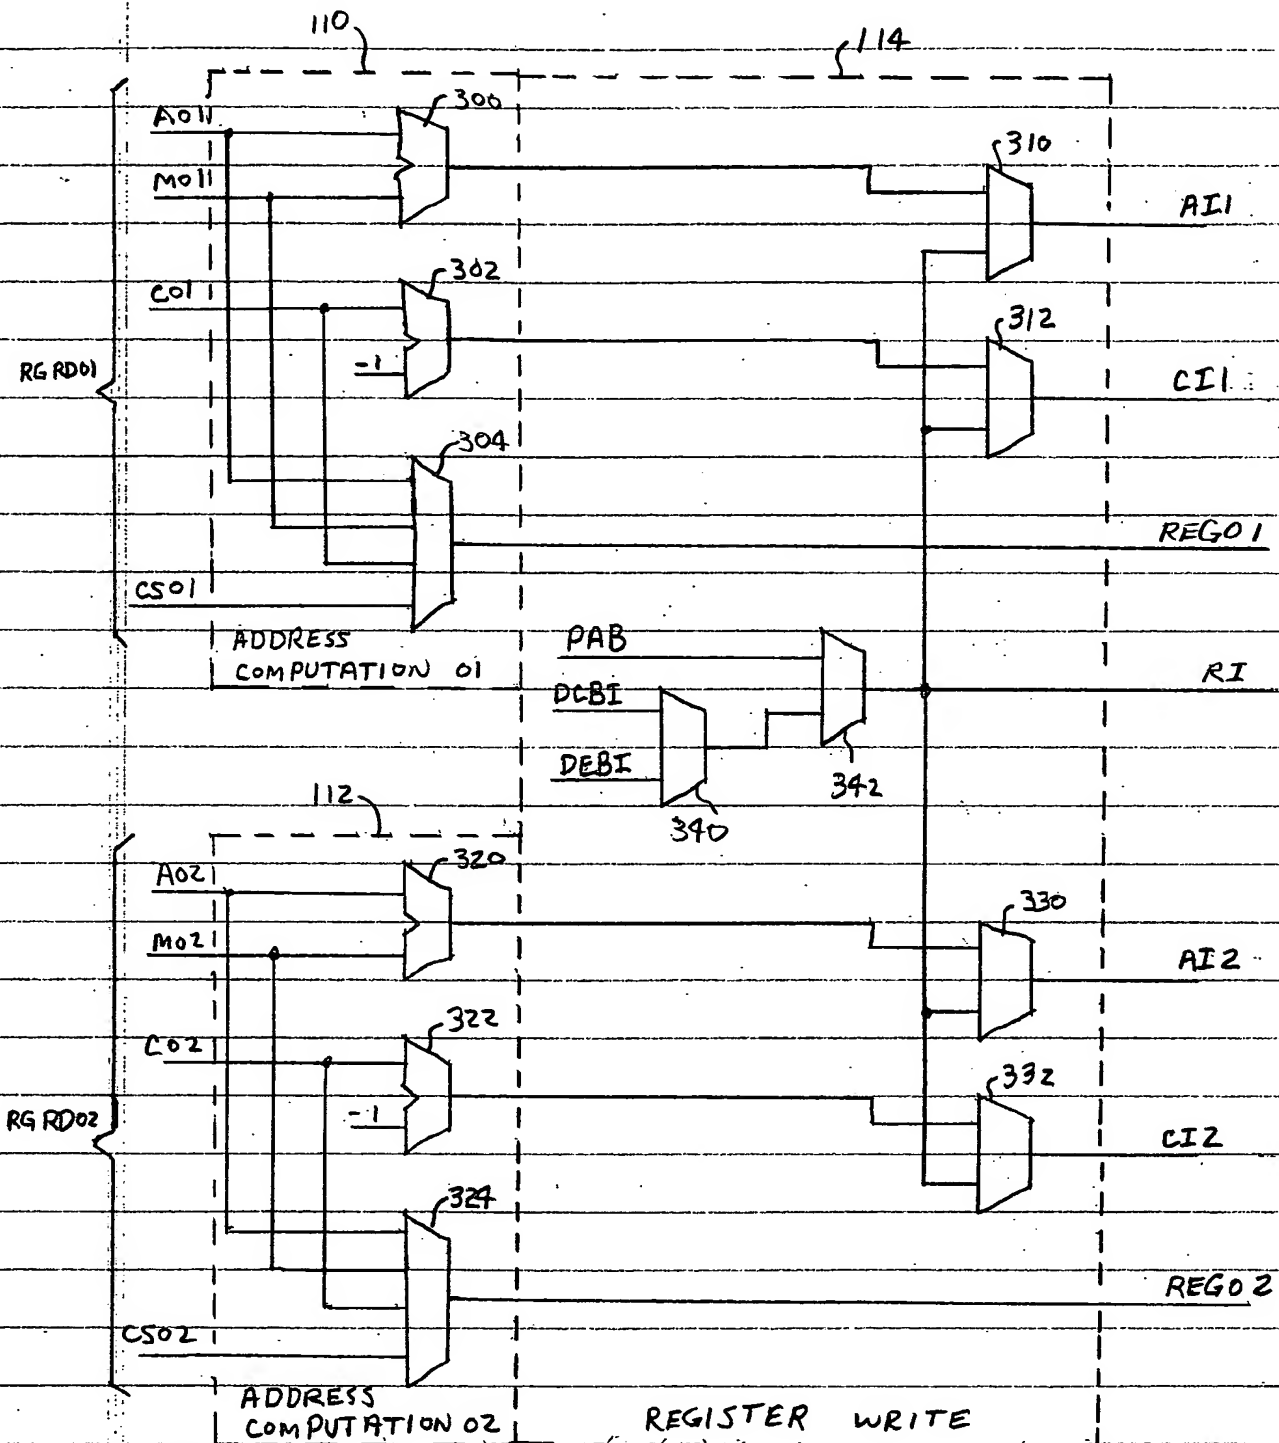 110
114
A011
300
310
M011
AI1
C01
302
312
-1
CI1
RGRD01
304
REG01
CS01
ADDRESS
COMPUTATION 01
PAB
RI
DCBI
DEBI
342
340
112
A021
320
330
M021
AI2
C02
322
332
-1
CI2
RGRD02
324
REG02
CS02
ADDRESS
COMPUTATION 02
REGISTER WRITE